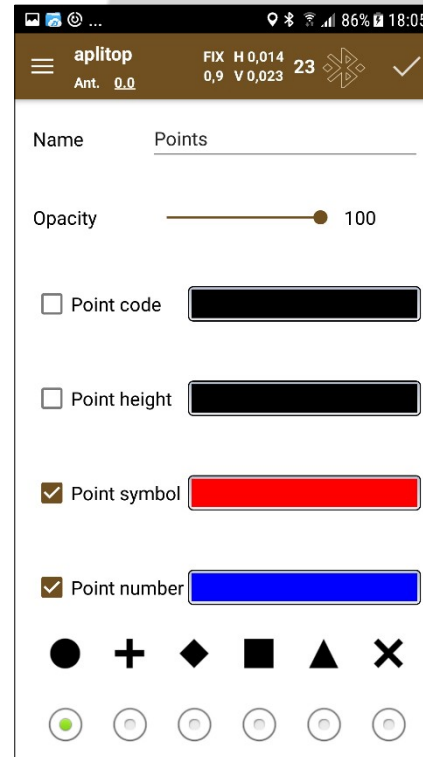 ... 86% 18:05
aplitop FIX H 0,014 23
Ant. 0.0 0,9 V 0,023
Name Points
Opacity 100
Point code
Point height
Point symbol
Point number